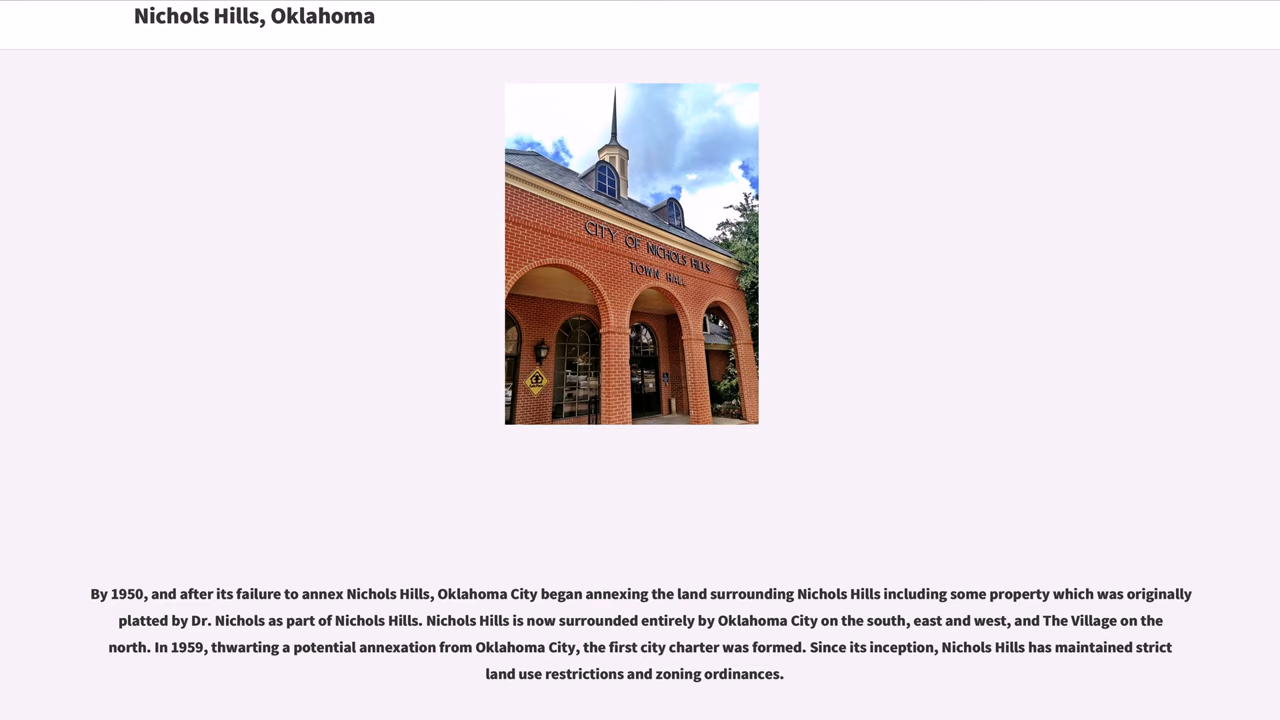 Nichols Hills, Oklahoma
CITY OF NICHOLS HILLS
TOWN HALL
By 1950, and after its failure to annex Nichols Hills, Oklahoma City began annexing the land surrounding Nichols Hills including some property which was originally
platted by Dr. Nichols as part of Nichols Hills. Nichols Hills is now surrounded entirely by Oklahoma City on the south, east and west, and The Village on the
north. In 1959, thwarting a potential annexation from Oklahoma City, the first city charter was formed. Since its inception, Nichols Hills has maintained strict
land use restrictions and zoning ordinances.